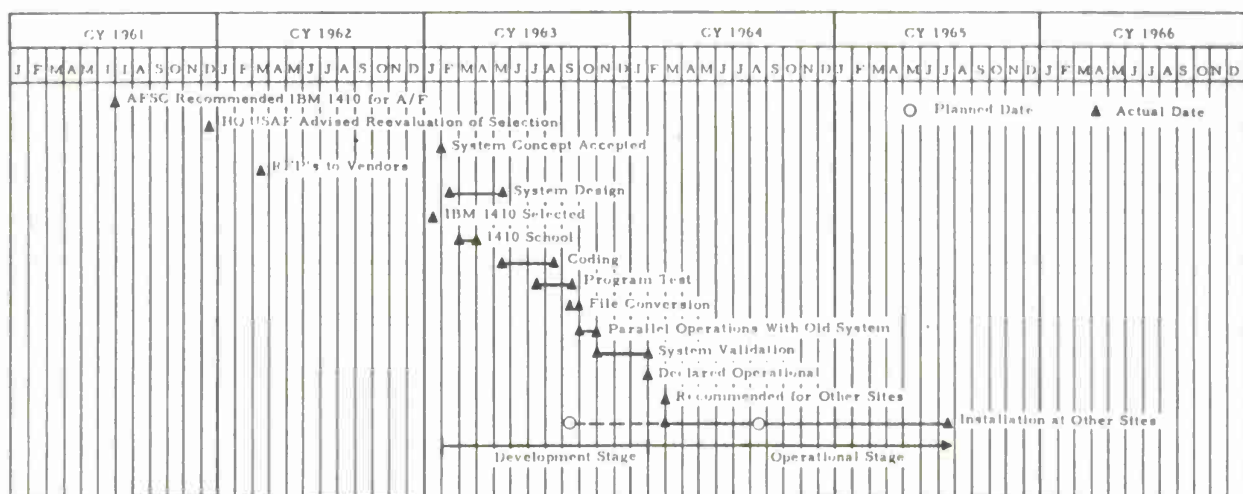 CY 1961 CY 1962 CY 1963 CY 1964 CY 1965 CY 1966
J F M A M J J A S O N D J F M A M J J A S O N D J F M A M J J A S O N D J F M A M J J A S O N D J F M A M J J A S O N D J F M A M J J A S O N D
AFSC Recommended IBM 1410 for A/F
○ Planned Date ▲ Actual Date
HQ USAF Advised Reevaluation of Selection
System Concept Accepted
RFP's to Vendors
System Design
IBM 1410 Selected
1410 School
Coding
Program Test
File Conversion
Parallel Operations With Old System
System Validation
Declared Operational
Recommended for Other Sites
Installation at Other Sites
Development Stage Operational Stage